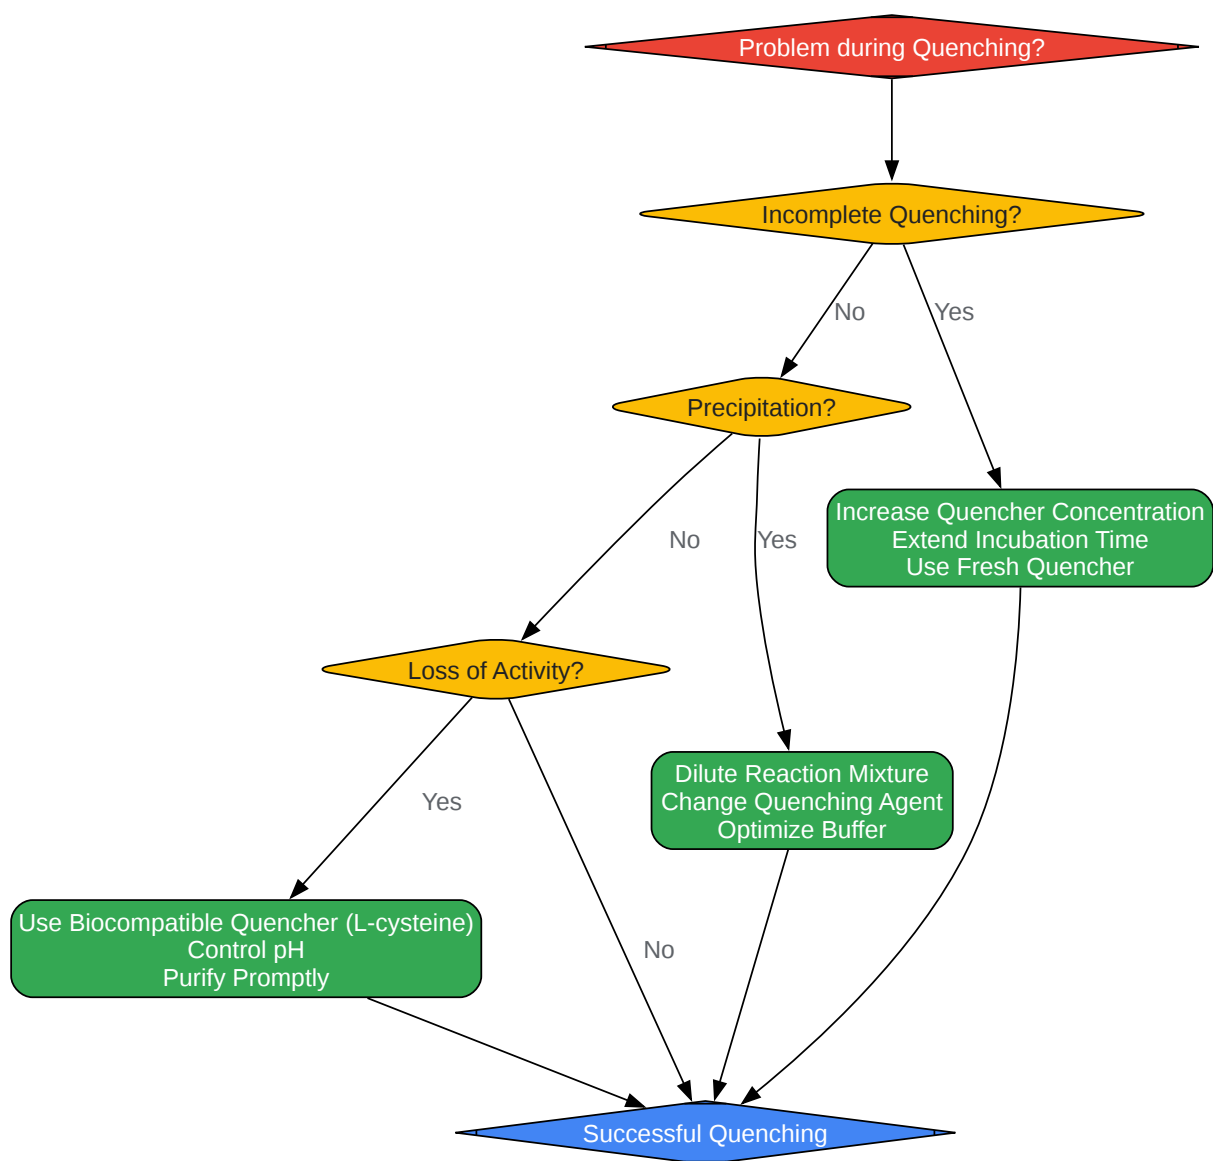 Problem during Quenching?
Incomplete Quenching?
No
Yes
Precipitation?
Increase Quencher Concentration
Extend Incubation Time
Use Fresh Quencher
No
Yes
Loss of Activity?
Dilute Reaction Mixture
Change Quenching Agent
Optimize Buffer
Yes
Use Biocompatible Quencher (L-cysteine)
Control pH
Purify Promptly
No
Successful Quenching